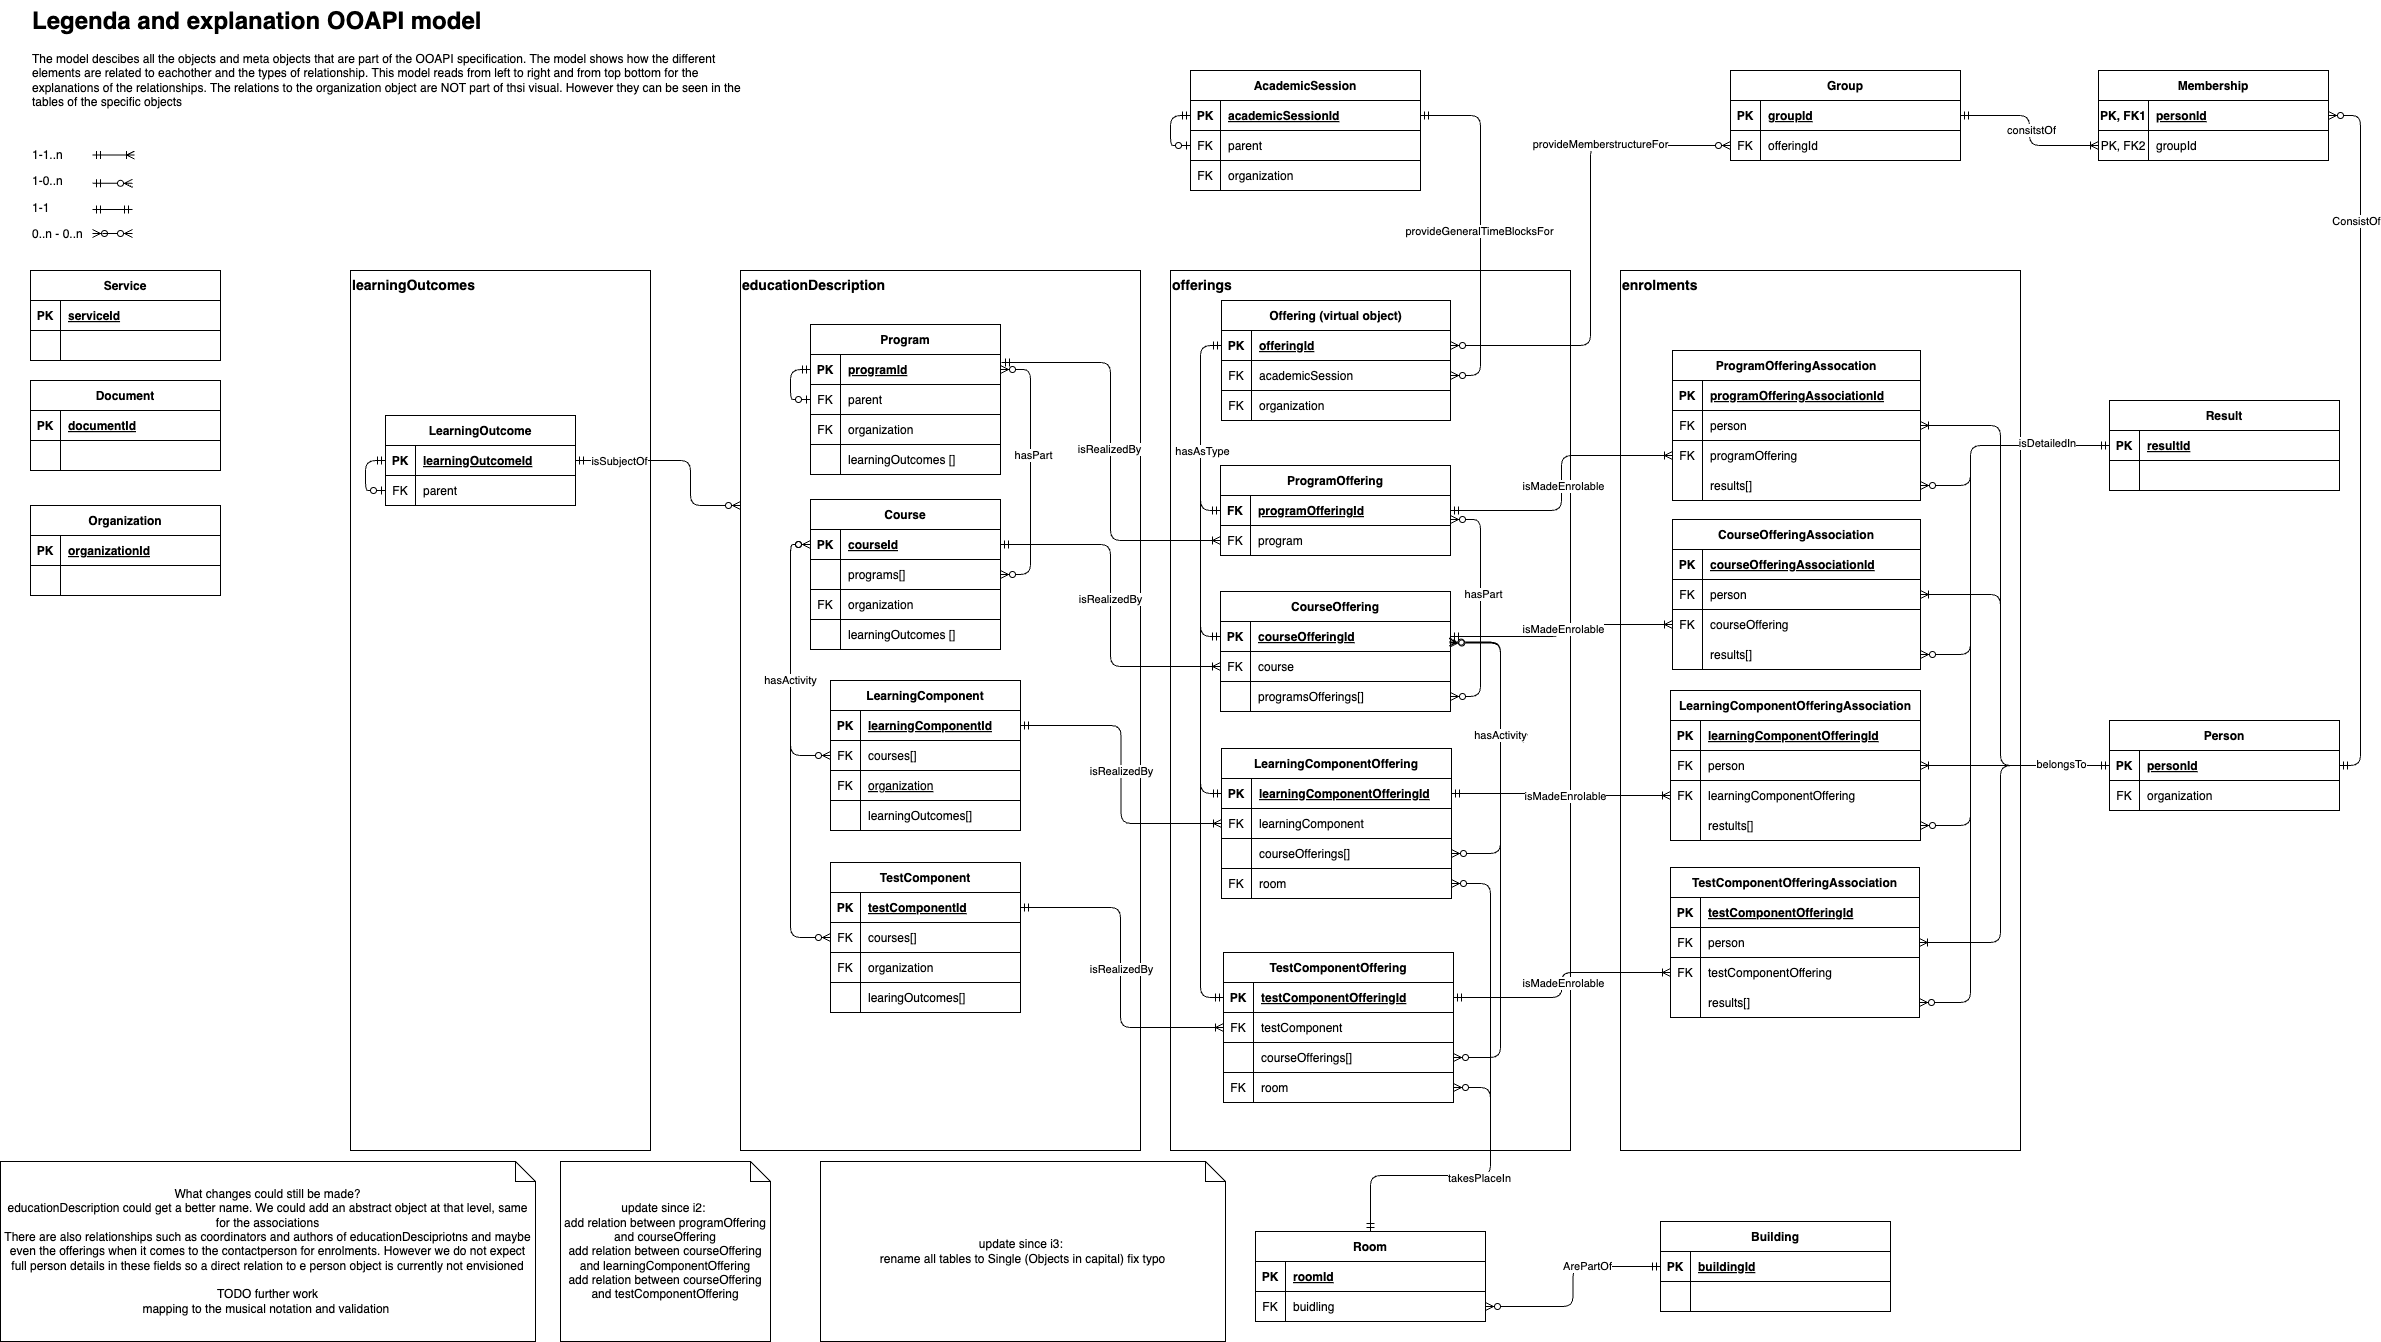 Legenda and explanation OOAPI model
The model descibes all the objects and meta objects that are part of the OOAPI specification. The model shows how the different
elements are related to eachother and the types of relationship. This model reads from left to right and from top bottom for the
explanations of the relationships. The relations to the organization object are NOT part of thsi visual. However they can be seen in the
tables of the specific objects
1-1..n
1-0..n
1-1
0..n - 0..n
Service
PK serviceId
Document
PK documentId
Organization
PK organizationId
learningOutcomes
LearningOutcome
PK learningOutcomeId
FK parent
isSubjectOf
educationDescription
Program
PK programId
FK parent
FK organization
learningOutcomes []
hasPart
isRealizedBy
Course
PK courseId
programs[]
FK organization
learningOutcomes []
isRealizedBy
hasActivity
LearningComponent
PK learningComponentId
FK courses[]
FK organization
learningOutcomes[]
isRealizedBy
TestComponent
PK testComponentId
FK courses[]
FK organization
learingOutcomes[]
isRealizedBy
AcademicSession
PK academicSessionId
FK parent
FK organization
provideGeneralTimeBlocksFor
provideMemberstructureFor
offerings
Offering (virtual object)
PK offeringId
FK academicSession
FK organization
hasAsType
ProgramOffering
FK programOfferingId
FK program
isMadeEnrolable
hasPart
CourseOffering
PK courseOfferingId
FK course
programsOfferings[]
isMadeEnrolable
hasActivity
LearningComponentOffering
PK learningComponentOfferingId
FK learningComponent
courseOfferings[]
FK room
isMadeEnrolable
TestComponentOffering
PK testComponentOfferingId
FK testComponent
courseOfferings[]
FK room
isMadeEnrolable
takesPlaceIn
Group
PK groupId
FK offeringId
consitstOf
Membership
PK, FK1 personId
PK, FK2 groupId
ConsistOf
enrolments
ProgramOfferingAssocation
PK programOfferingAssociationId
FK person
FK programOffering
results[]
CourseOfferingAssociation
PK courseOfferingAssociationId
FK person
FK courseOffering
results[]
LearningComponentOfferingAssociation
PK learningComponentOfferingId
FK person
FK learningComponentOffering
restults[]
TestComponentOfferingAssociation
PK testComponentOfferingId
FK person
FK testComponentOffering
results[]
isDetailedIn
Result
PK resultId
belongsTo
Person
PK personId
FK organization
What changes could still be made?
educationDescription could get a better name. We could add an abstract object at that level, same
for the associations
There are also relationships such as coordinators and authors of educationDescipriotns and maybe
even the offerings when it comes to the contactperson for enrolments. However we do not expect
full person details in these fields so a direct relation to e person object is currently not envisioned
TODO further work
mapping to the musical notation and validation
update since i2:
add relation between programOffering
and courseOffering
add relation between courseOffering
and learningComponentOffering
add relation between courseOffering
and testComponentOffering
update since i3:
rename all tables to Single (Objects in capital) fix typo
Room
PK roomId
FK buidling
ArePartOf
Building
PK buildingId